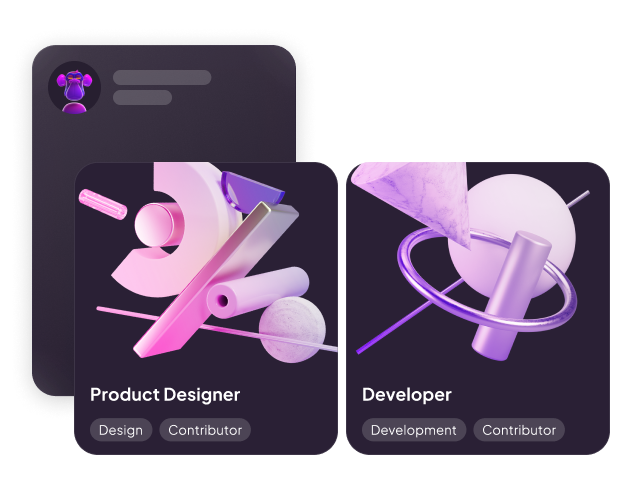 Product Designer
Design Contributor
Developer
Development Contributor